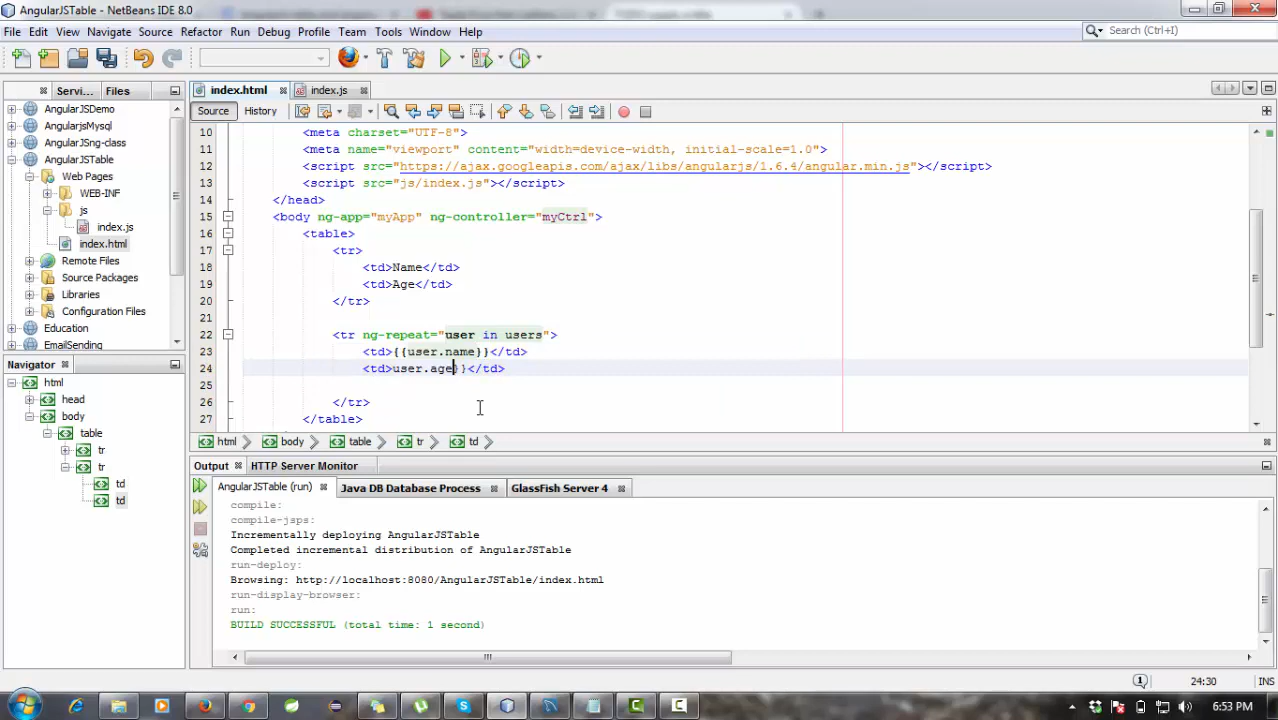 AngularJSTable - NetBeans IDE 8.0
File Edit View Navigate Source Refactor Run Debug Profile Team Tools Window Help
Search (Ctrl+I)
Servi... Files
index.html index.js
Source History
AngularJSDemo
AngularjsMysql
AngularJSng-class
AngularJSTable
Web Pages
WEB-INF
js
index.js
index.html
Remote Files
Source Packages
Libraries
Configuration Files
Education
EmailSending
10 <meta charset="UTF-8">
11 <meta name="viewport" content="width=device-width, initial-scale=1.0">
12 <script src="https://ajax.googleapis.com/ajax/libs/angularjs/1.6.4/angular.min.js"></script>
13 <script src="js/index.js"></script>
14 </head>
15 <body ng-app="myApp" ng-controller="myCtrl">
16 <table>
17 <tr>
18 <td>Name</td>
19 <td>Age</td>
20 </tr>
21
22 <tr ng-repeat="user in users">
23 <td>{{user.name}}</td>
24 <td>user.age}}</td>
25
26 </tr>
27 </table>
html body table tr td
Navigator
html
head
body
table
tr
tr
td
td
Output HTTP Server Monitor
AngularJSTable (run) Java DB Database Process GlassFish Server 4
compile:
compile-jsps:
Incrementally deploying AngularJSTable
Completed incremental distribution of AngularJSTable
run-deploy:
Browsing: http://localhost:8080/AngularJSTable/index.html
run-display-browser:
run:
BUILD SUCCESSFUL (total time: 1 second)
24:30 INS
6:53 PM